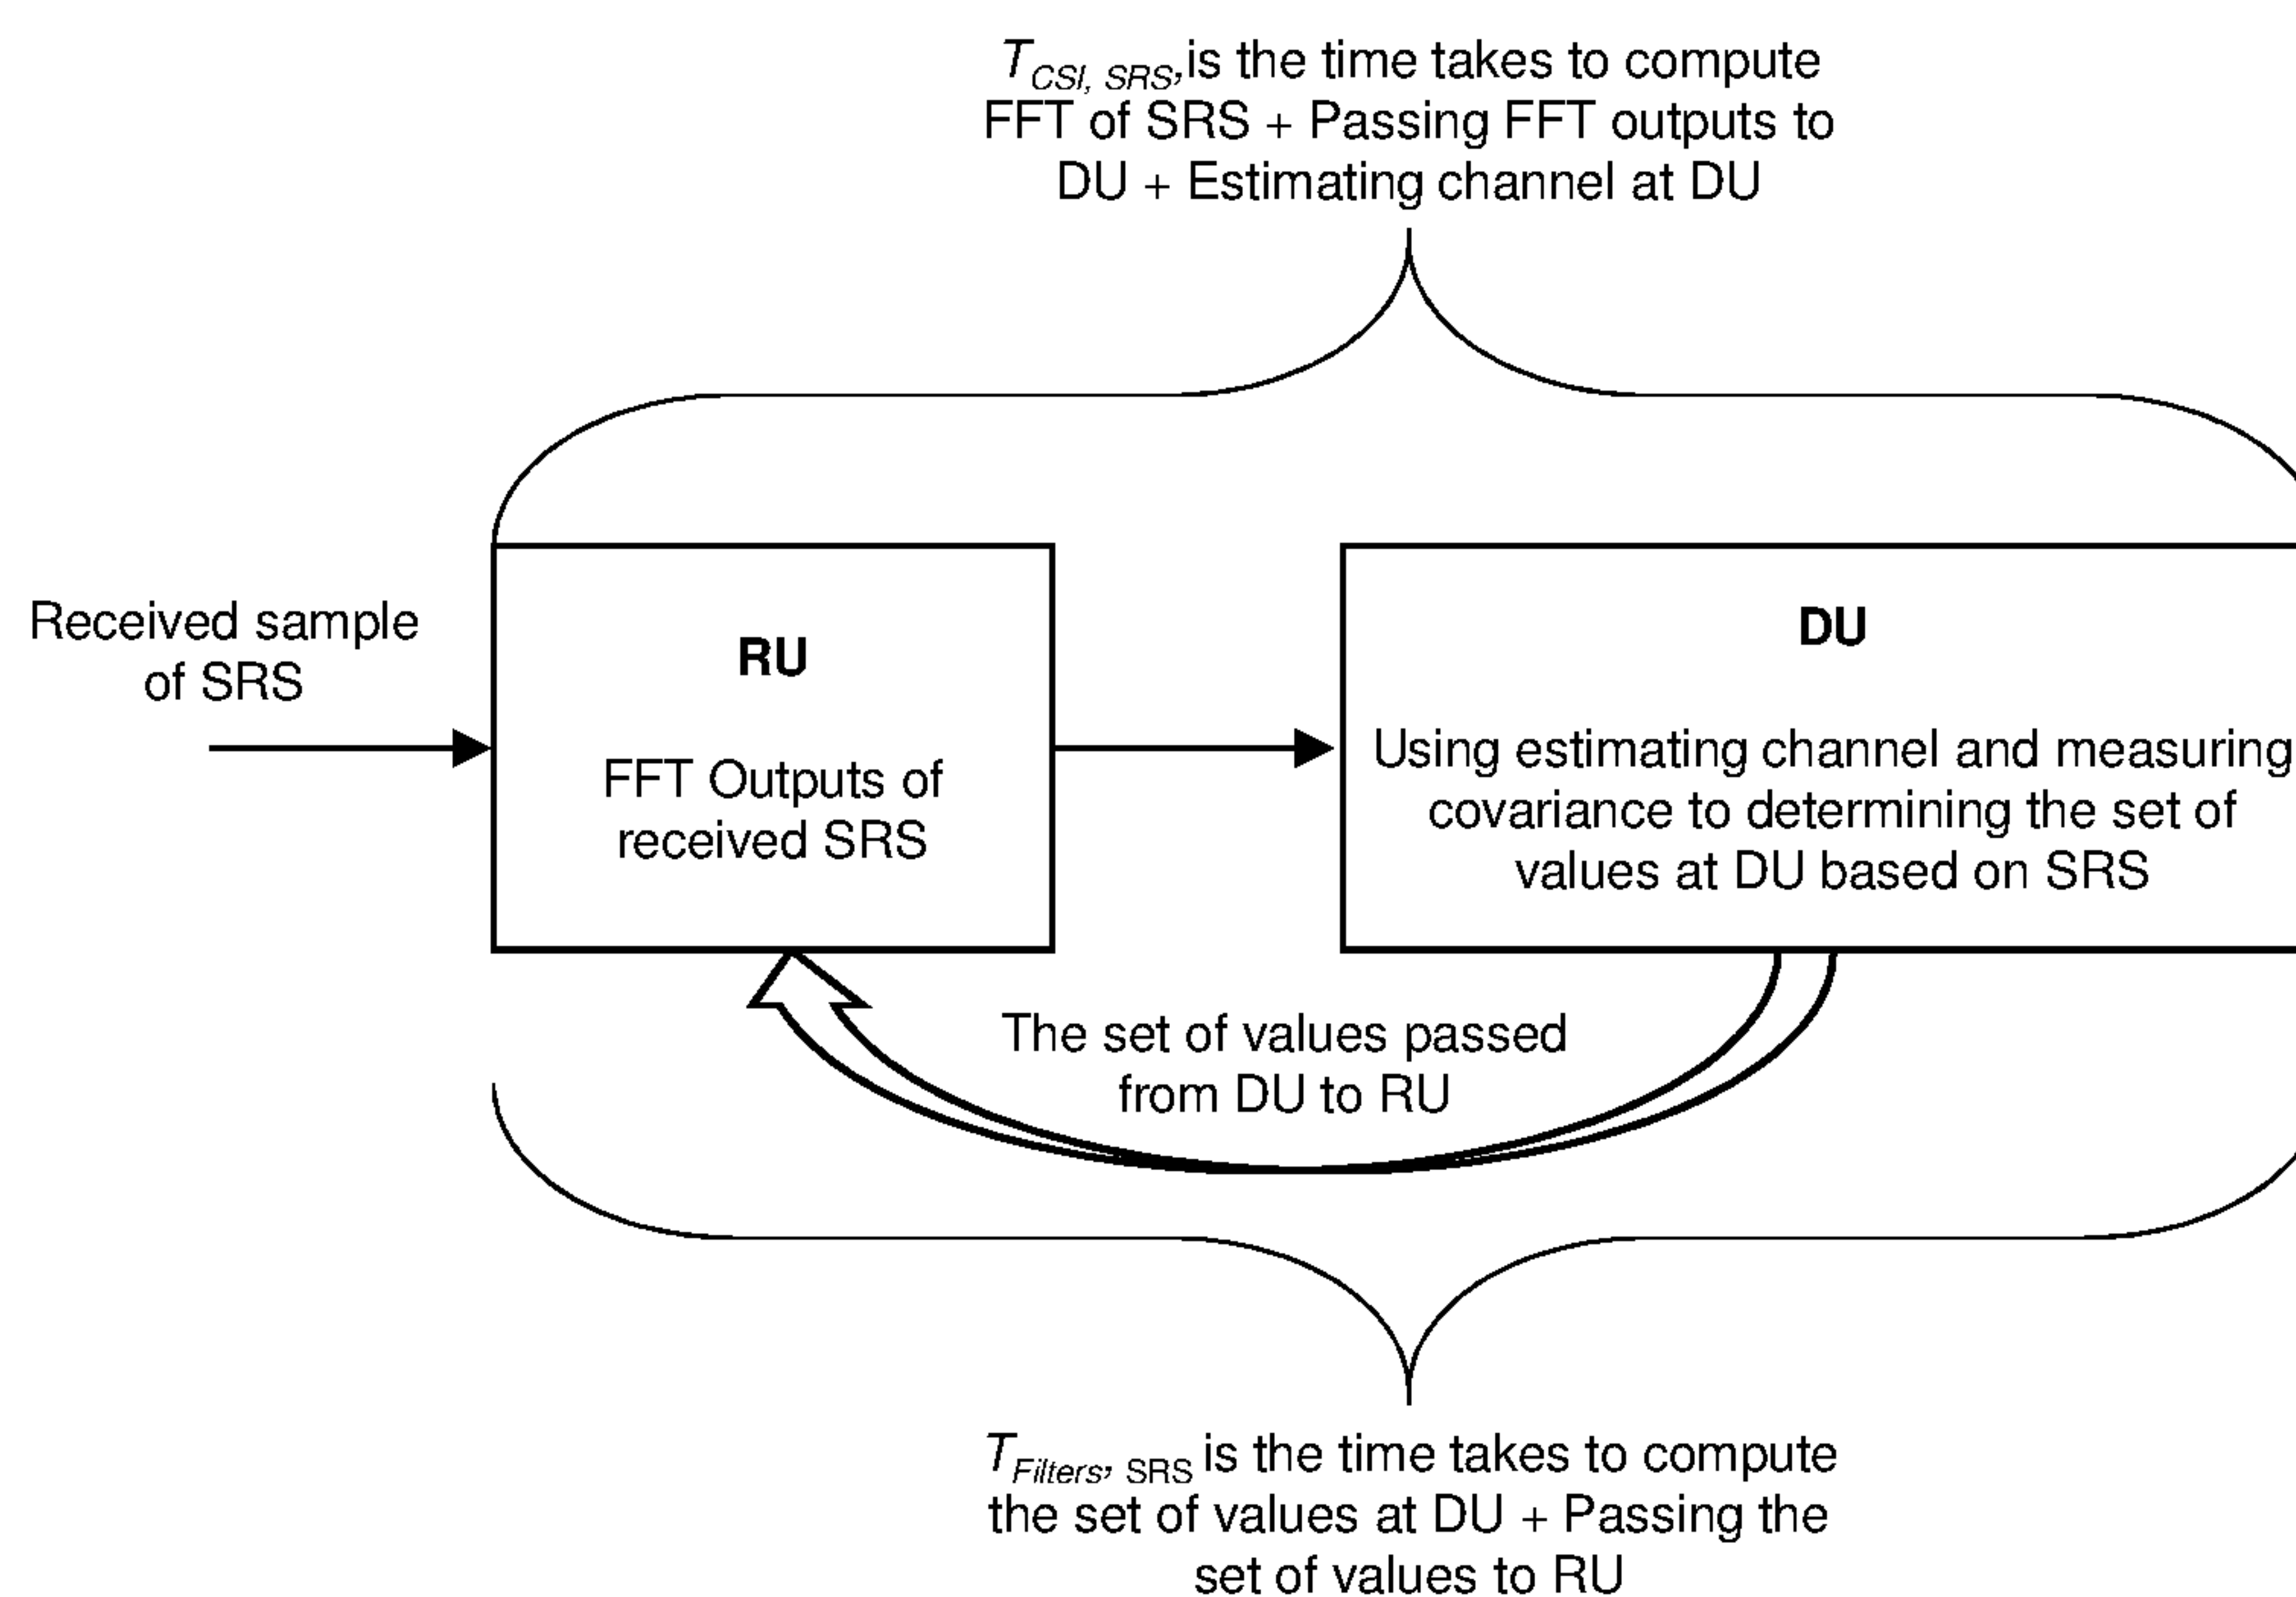 T_CSI, SRS, is the time takes to compute
FFT of SRS + Passing FFT outputs to
DU + Estimating channel at DU
Received sample
of SRS
RU
FFT Outputs of
received SRS
DU
Using estimating channel and measuring
covariance to determining the set of
values at DU based on SRS
The set of values passed
from DU to RU
T_Filters, SRS is the time takes to compute
the set of values at DU + Passing the
set of values to RU